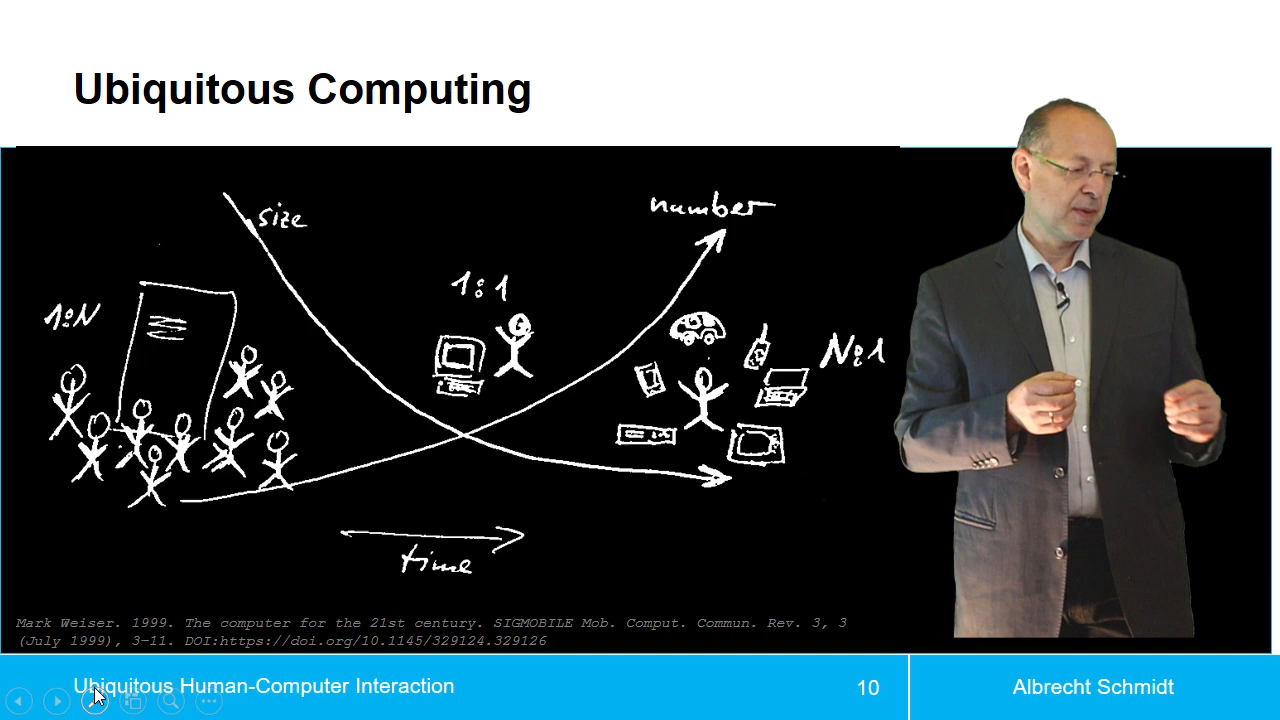 Ubiquitous Computing
size
number
1:1
1:N
N:1
time
Mark Weiser. 1999. The computer for the 21st century. SIGMOBILE Mob. Comput. Commun. Rev. 3, 3
(July 1999), 3–11. DOI:https://doi.org/10.1145/329124.329126
Ubiquitous Human-Computer Interaction
10
Albrecht Schmidt